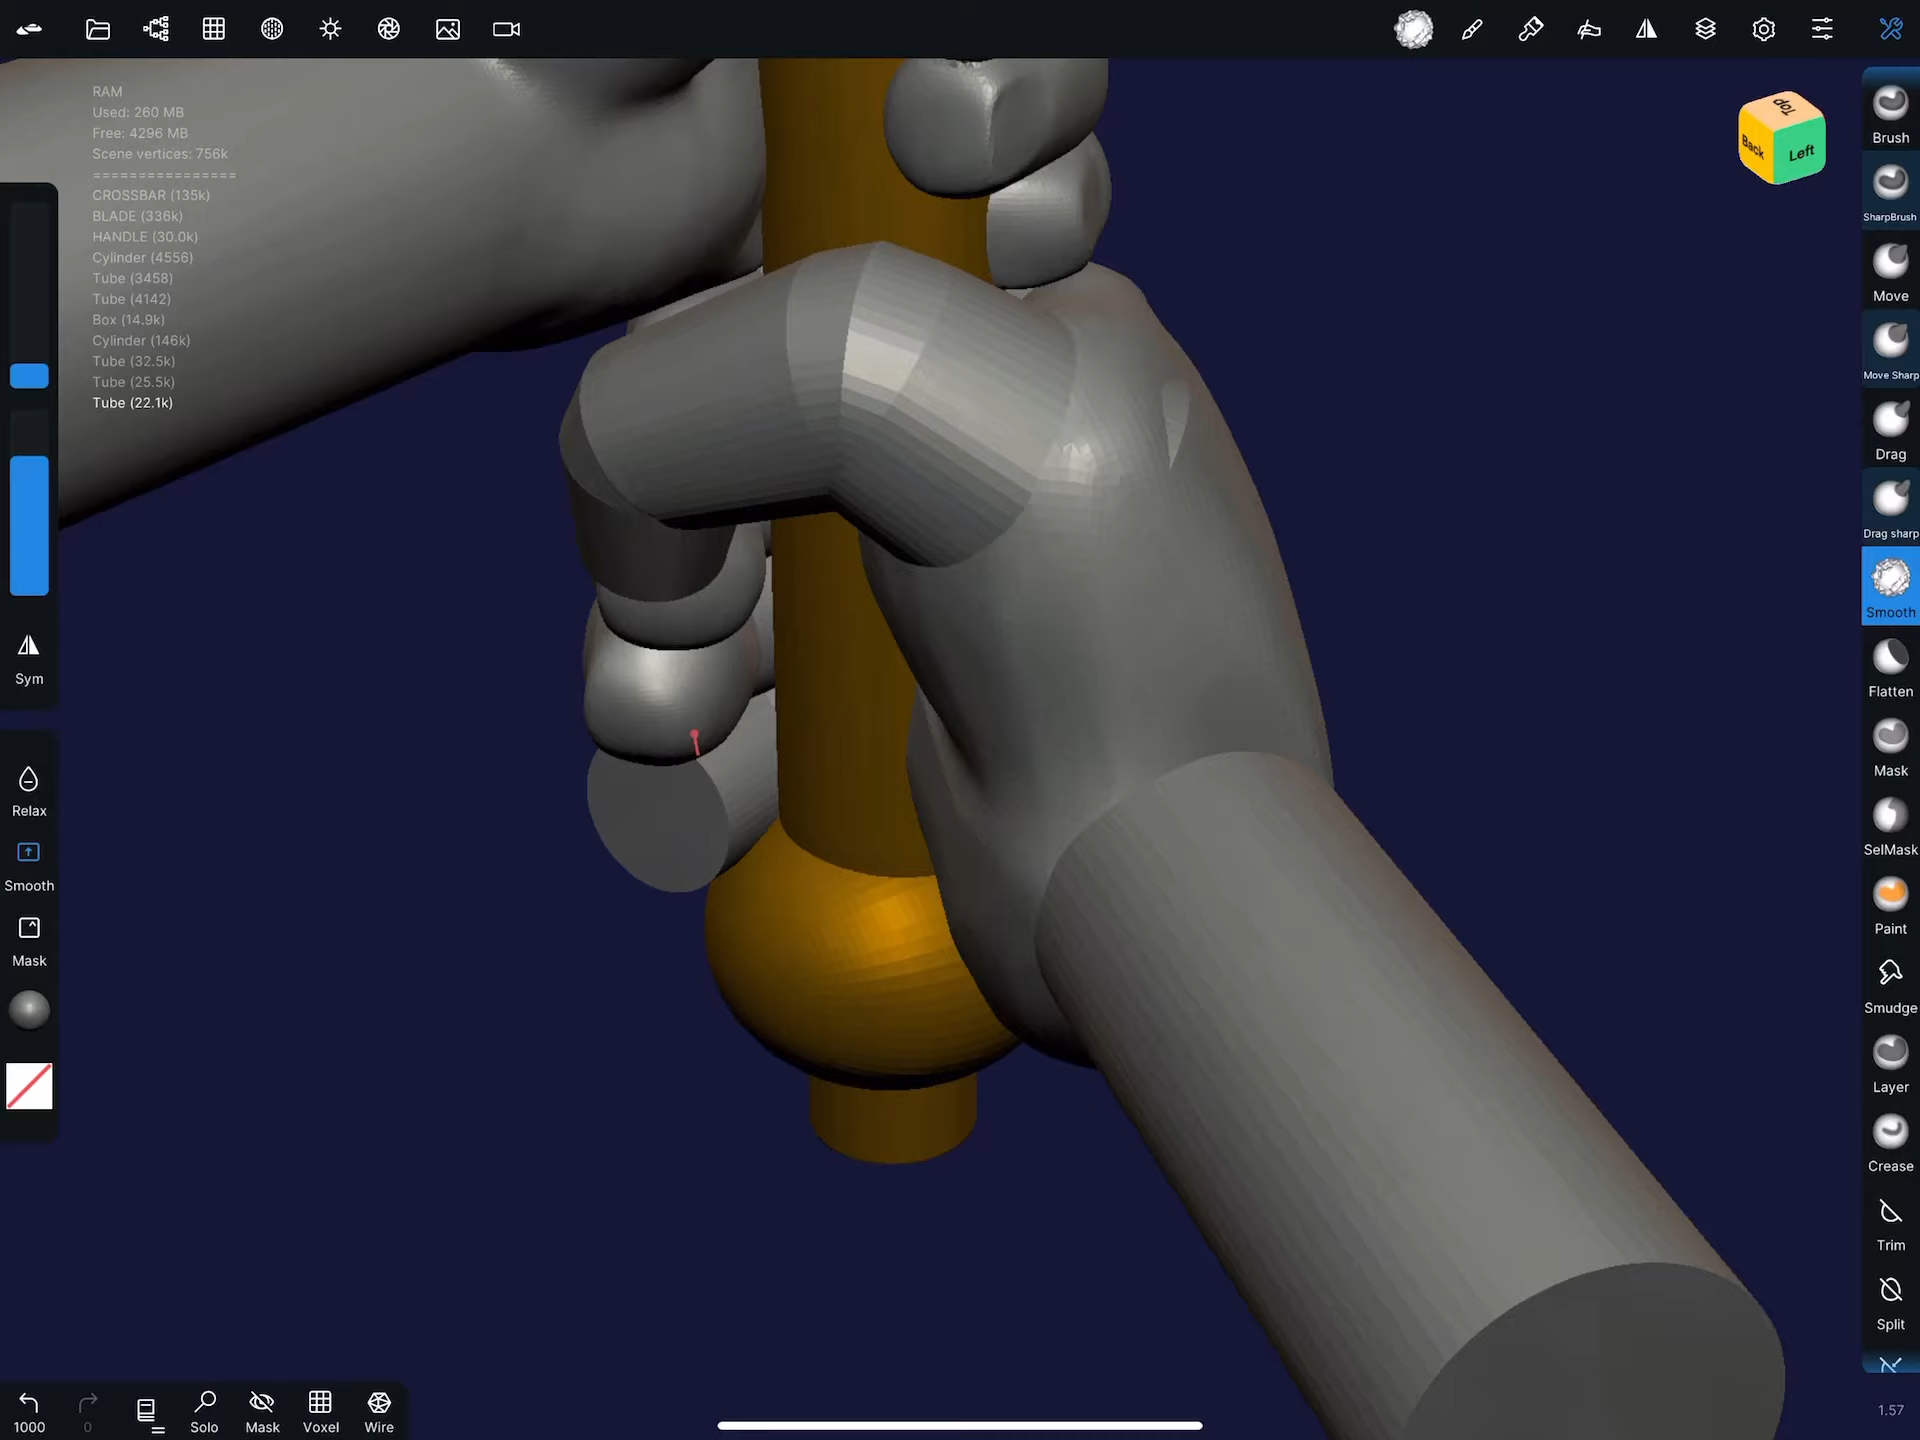 RAM
Used: 260 MB
Free: 4296 MB
Scene vertices: 756k
================
CROSSBAR (135k)
BLADE (336k)
HANDLE (30.0k)
Cylinder (4556)
Tube (3458)
Tube (4142)
Box (14.9k)
Cylinder (146k)
Tube (32.5k)
Tube (25.5k)
Tube (22.1k)
Sym
Relax
Smooth
Mask
1000
0
Solo
Mask
Voxel
Wire
Top
Back
Left
Brush
SharpBrush
Move
Move Sharp
Drag
Drag sharp
Smooth
Flatten
Mask
SelMask
Paint
Smudge
Layer
Crease
Trim
Split
1.57